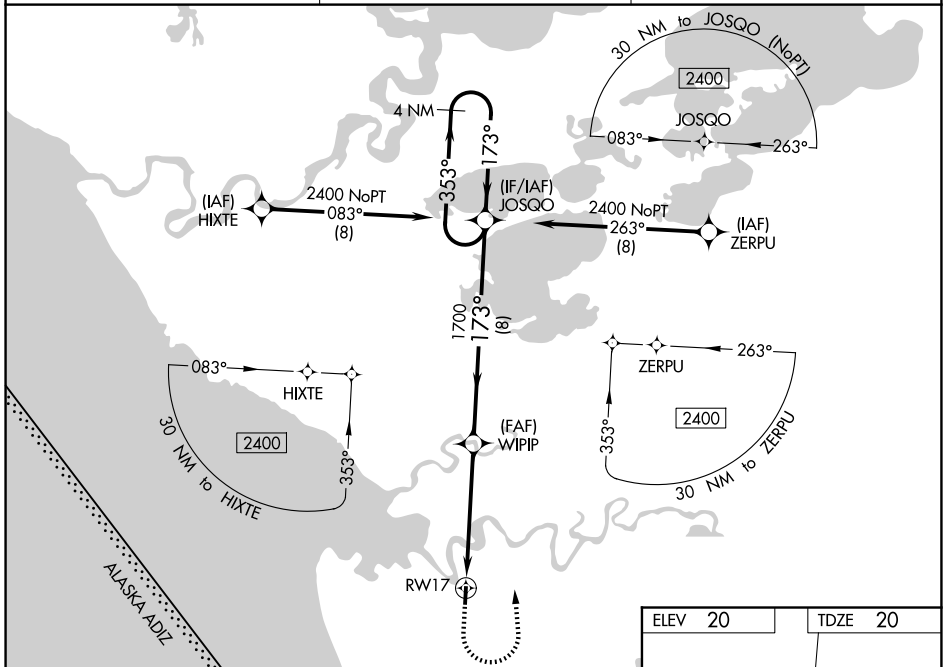 30 NM to JOSQO (NoPT)
2400
JOSQO
083°
263°
4 NM
353°
173°
(IF/IAF)
JOSQO
(IAF)
HIXTE
2400 NoPT
083°
(8)
2400 NoPT
263°
(8)
(IAF)
ZERPU
1700
173°
(8)
083°
HIXTE
2400
353°
30 NM to HIXTE
263°
ZERPU
2400
353°
30 NM to ZERPU
(FAF)
WIPIP
ALASKA ADIZ
RW17
ELEV 20
TDZE 20